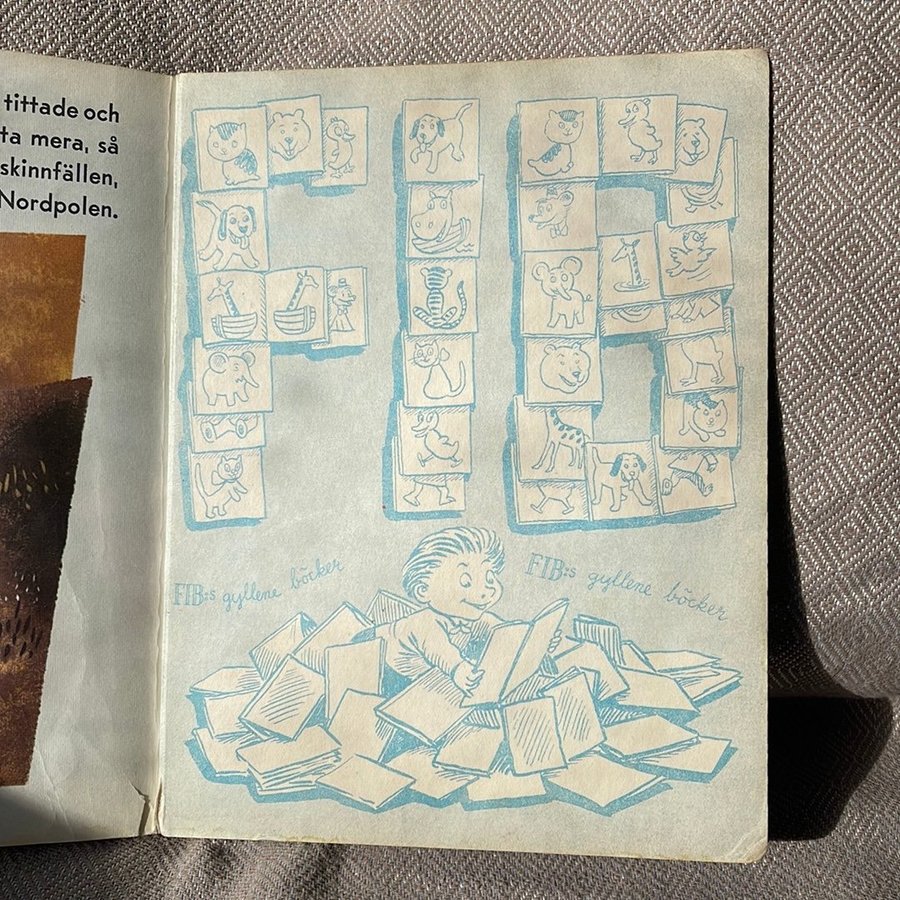 tittade och
ta mera, så
skinnfällen,
Nordpolen.
FIB
FIB:s gyllene böcker
FIB:s gyllene böcker